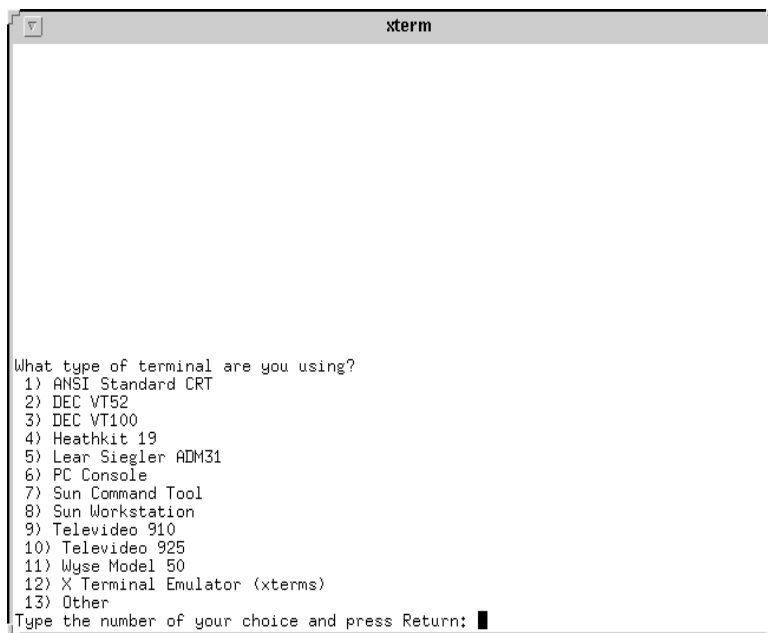 xterm
What type of terminal are you using?
1) ANSI Standard CRT
2) DEC VT52
3) DEC VT100
4) Heathkit 19
5) Lear Siegler ADM31
6) PC Console
7) Sun Command Tool
8) Sun Workstation
9) Televideo 910
10) Televideo 925
11) Wyse Model 50
12) X Terminal Emulator (xterms)
13) Other
Type the number of your choice and press Return: